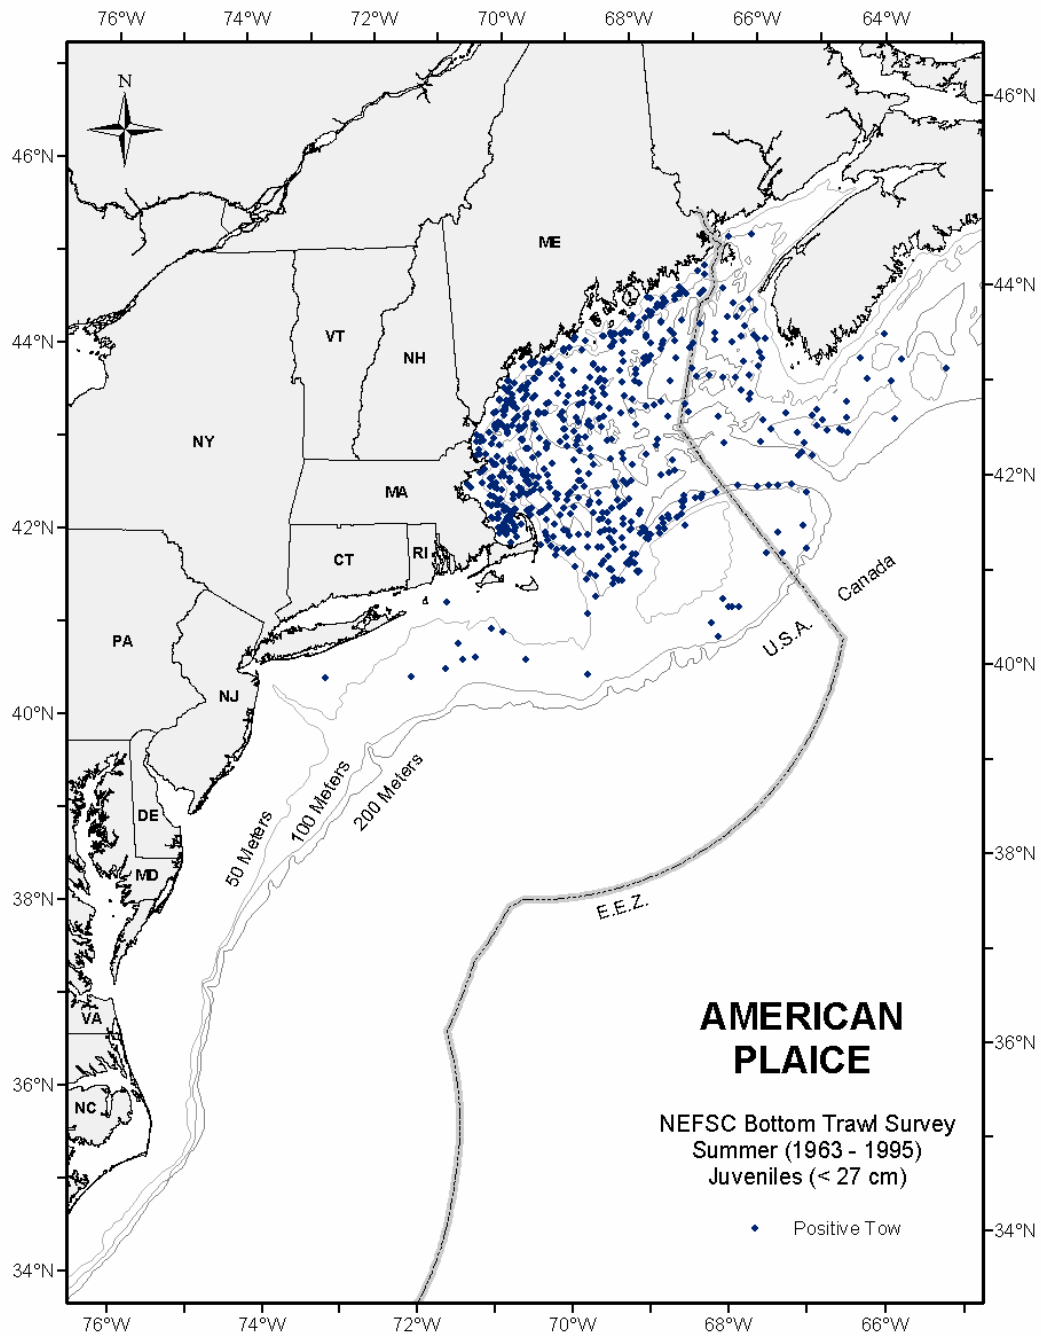 76°W 74°W 72°W 70°W 68°W 66°W 64°W
N
46°N
46°N
ME
44°N
44°N
VT
NH
NY
MA
42°N
42°N
CT RI
Canada
U.S.A.
PA
40°N
NJ
40°N
50 Meters
100 Meters
200 Meters
DE
MD
38°N
38°N
E.E.Z.
VA
AMERICAN
PLAICE
36°N
36°N
NC
NEFSC Bottom Trawl Survey
Summer (1963 - 1995)
Juveniles (< 27 cm)
Positive Tow
34°N
34°N
76°W 74°W 72°W 70°W 68°W 66°W